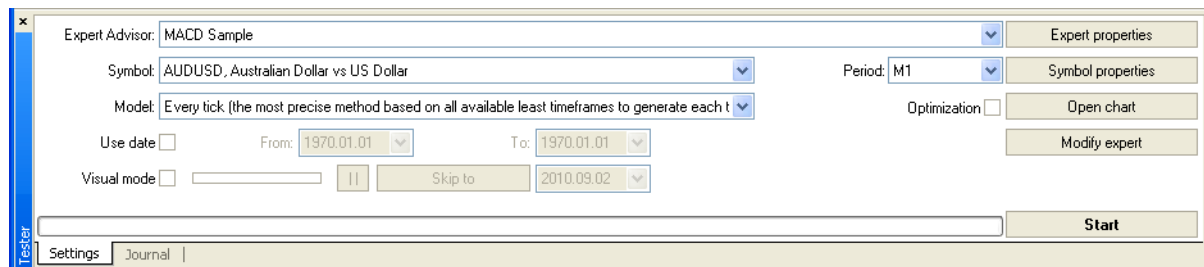 Expert Advisor: MACD Sample Expert properties
Symbol: AUDUSD, Australian Dollar vs US Dollar Period: M1 Symbol properties
Model: Every tick (the most precise method based on all available least timeframes to generate each t Optimization Open chart
Use date From: 1970.01.01 To: 1970.01.01 Modify expert
Visual mode Skip to 2010.09.02
Start
Tester
Settings Journal